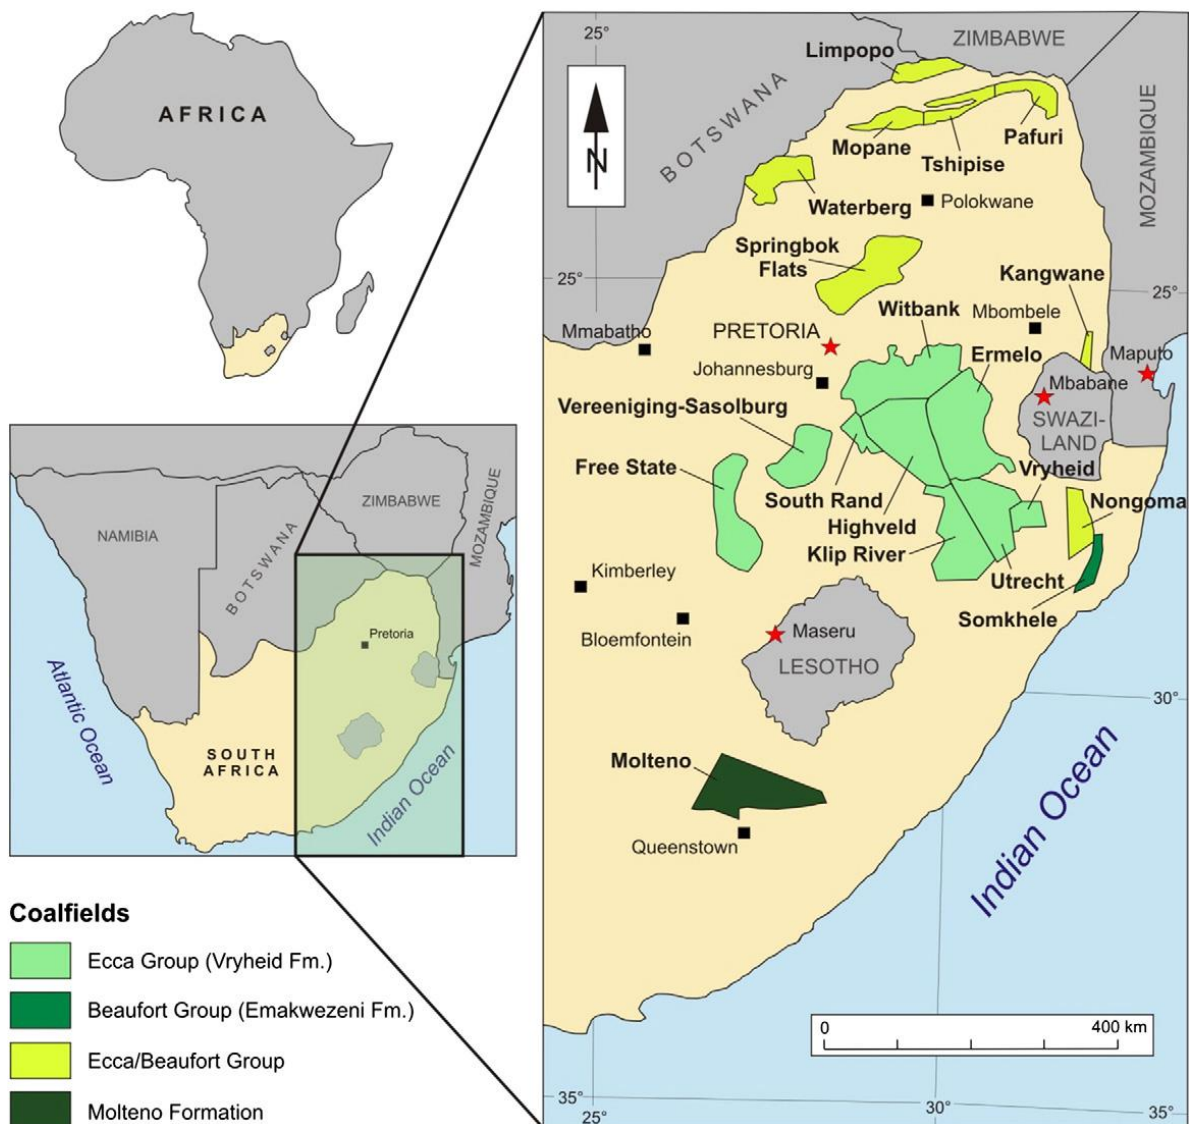 AFRICA
NAMIBIA
BOTSWANA
ZIMBABWE
MOZAMBIQUE
Pretoria
Atlantic Ocean
SOUTH
AFRICA
Indian Ocean
Coalfields
Ecca Group (Vryheid Fm.)
Beaufort Group (Emakwezeni Fm.)
Ecca/Beaufort Group
Molteno Formation
25°
N
BOTSWANA
ZIMBABWE
MOZAMBIQUE
Limpopo
Mopane
Tshipise
Pafuri
Waterberg
Polokwane
Springbok
Flats
25°
Kangwane
25°
Witbank
Mbombele
Mmabatho
PRETORIA
Ermelo
Maputo
Johannesburg
Mbabane
Vereeniging-Sasolburg
SWAZI-
LAND
Free State
Vryheid
South Rand
Nongoma
Highveld
Klip River
Kimberley
Utrecht
Somkhele
Bloemfontein
Maseru
LESOTHO
30°
Molteno
Queenstown
Indian Ocean
0
400 km
35°
25°
30°
35°